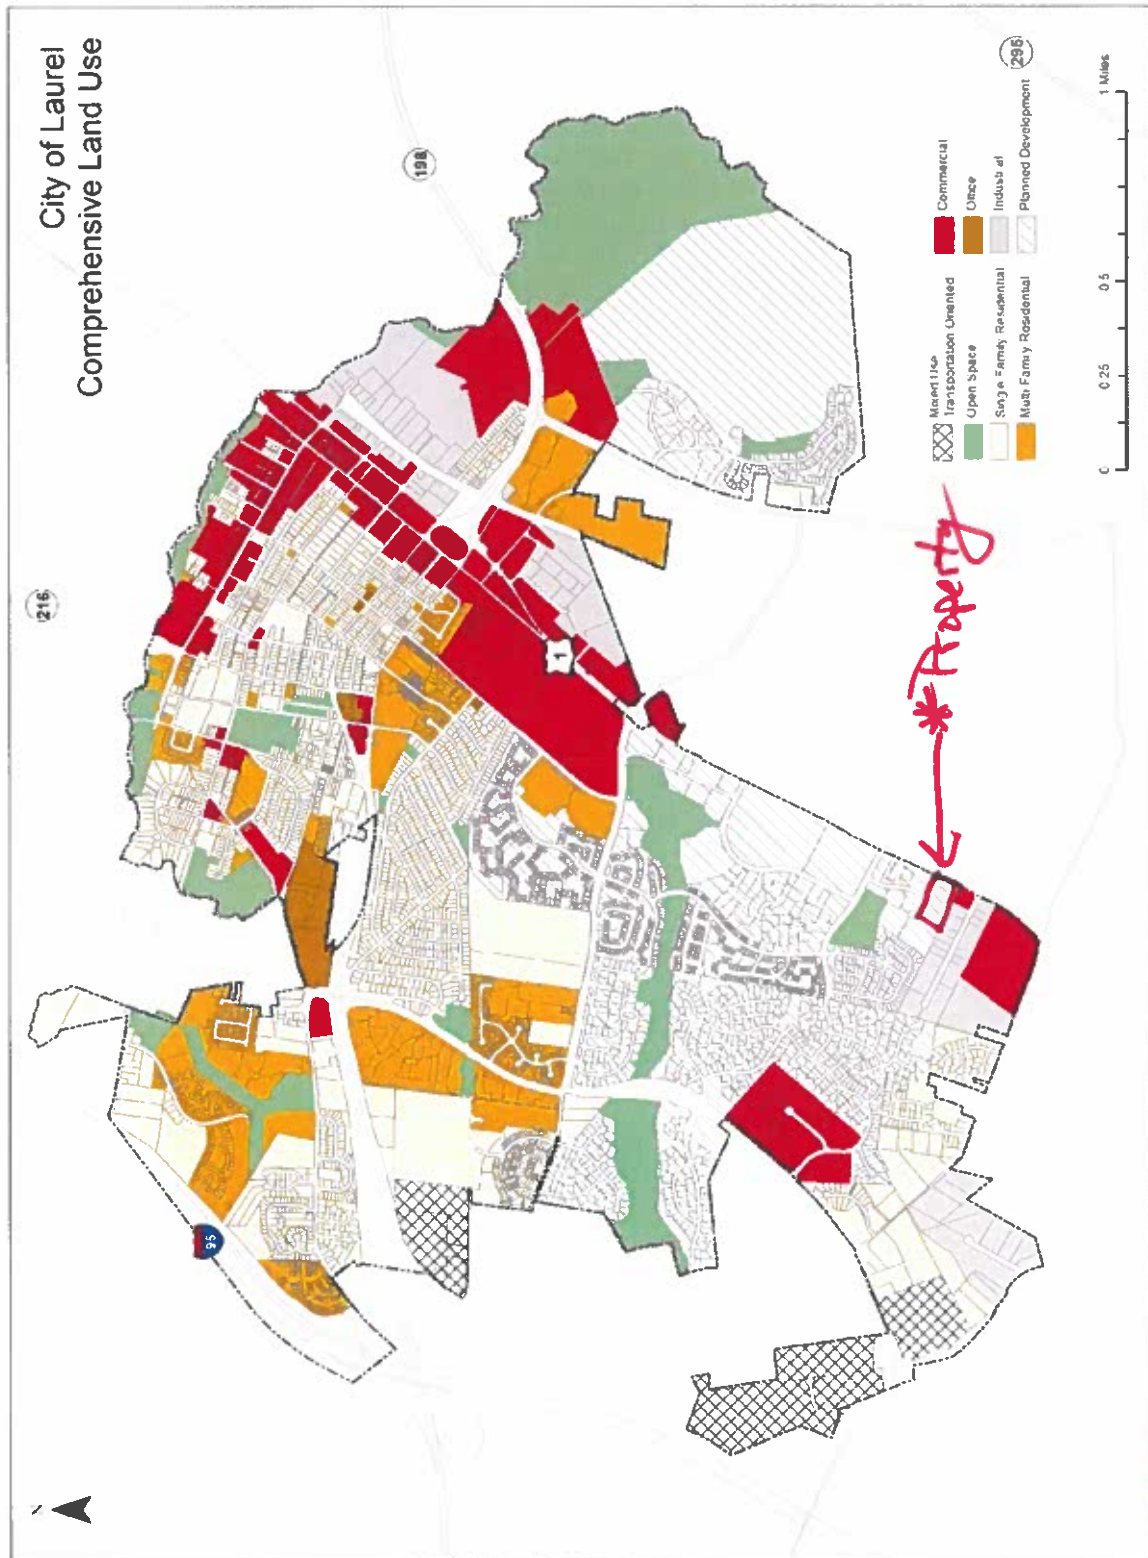 City of Laurel
Comprehensive Land Use
216
198
95
1
295
N
Mixed Use
Transportation Oriented
Open Space
Single Family Residential
Multi Family Residential
Commercial
Office
Industrial
Planned Development
0 0.25 0.5 1 Miles
* Property